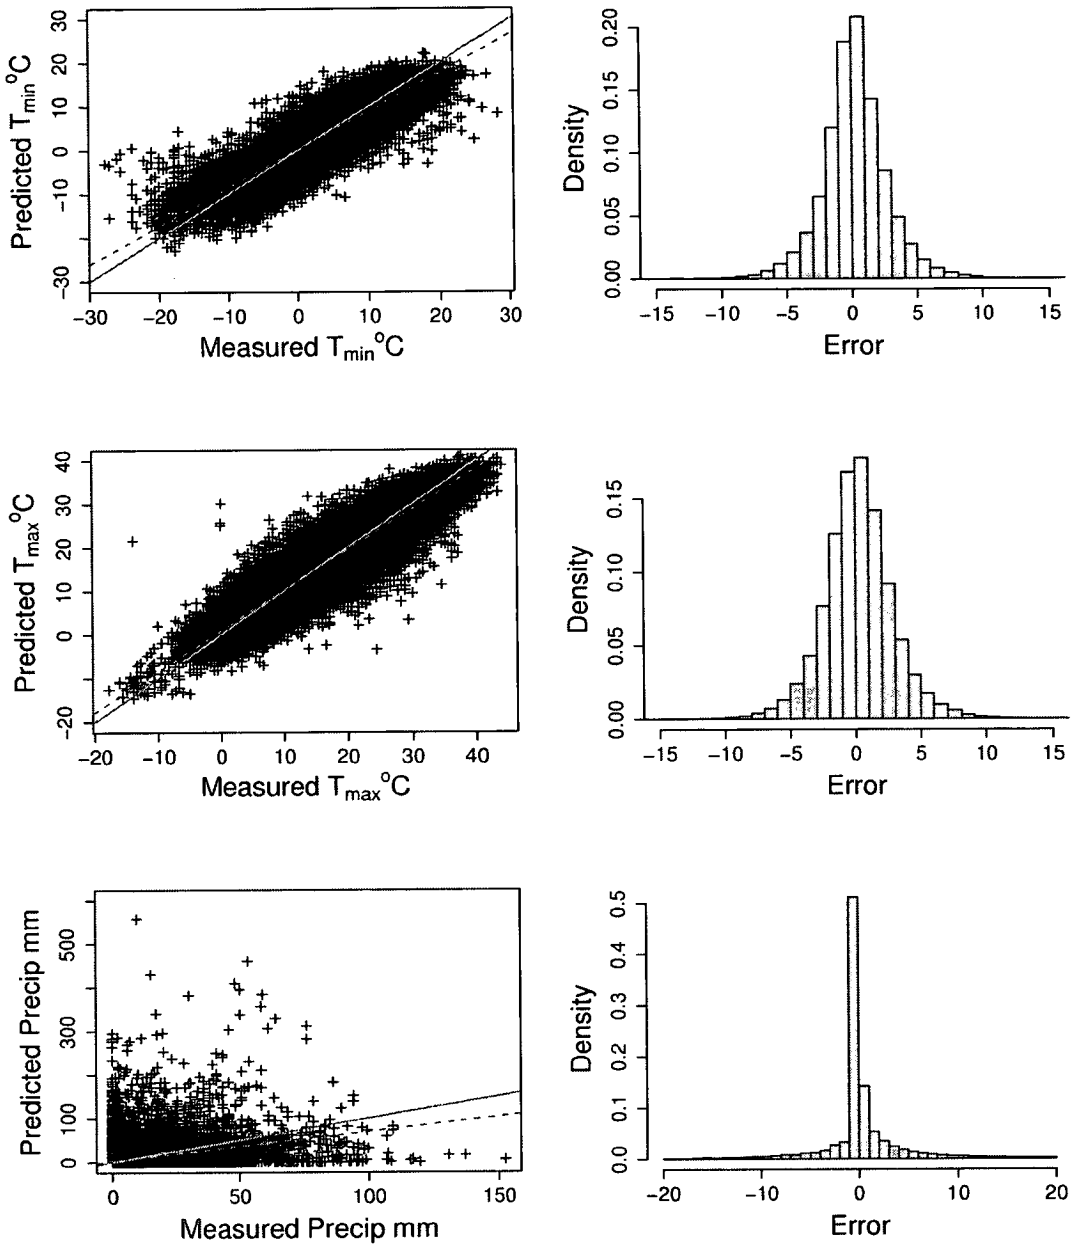 Predicted T_min °C
30
20
10
0
−10
−30
−30 −20 −10 0 10 20 30
Measured T_min °C
Density
0.20
0.15
0.10
0.05
0.00
−15 −10 −5 0 5 10 15
Error
Predicted T_max °C
40
30
20
10
0
−20
−20 −10 0 10 20 30 40
Measured T_max °C
Density
0.15
0.10
0.05
0.00
−15 −10 −5 0 5 10 15
Error
Predicted Precip mm
500
300
100
0
0 50 100 150
Measured Precip mm
Density
0.5
0.4
0.3
0.2
0.1
0.0
−20 −10 0 10 20
Error